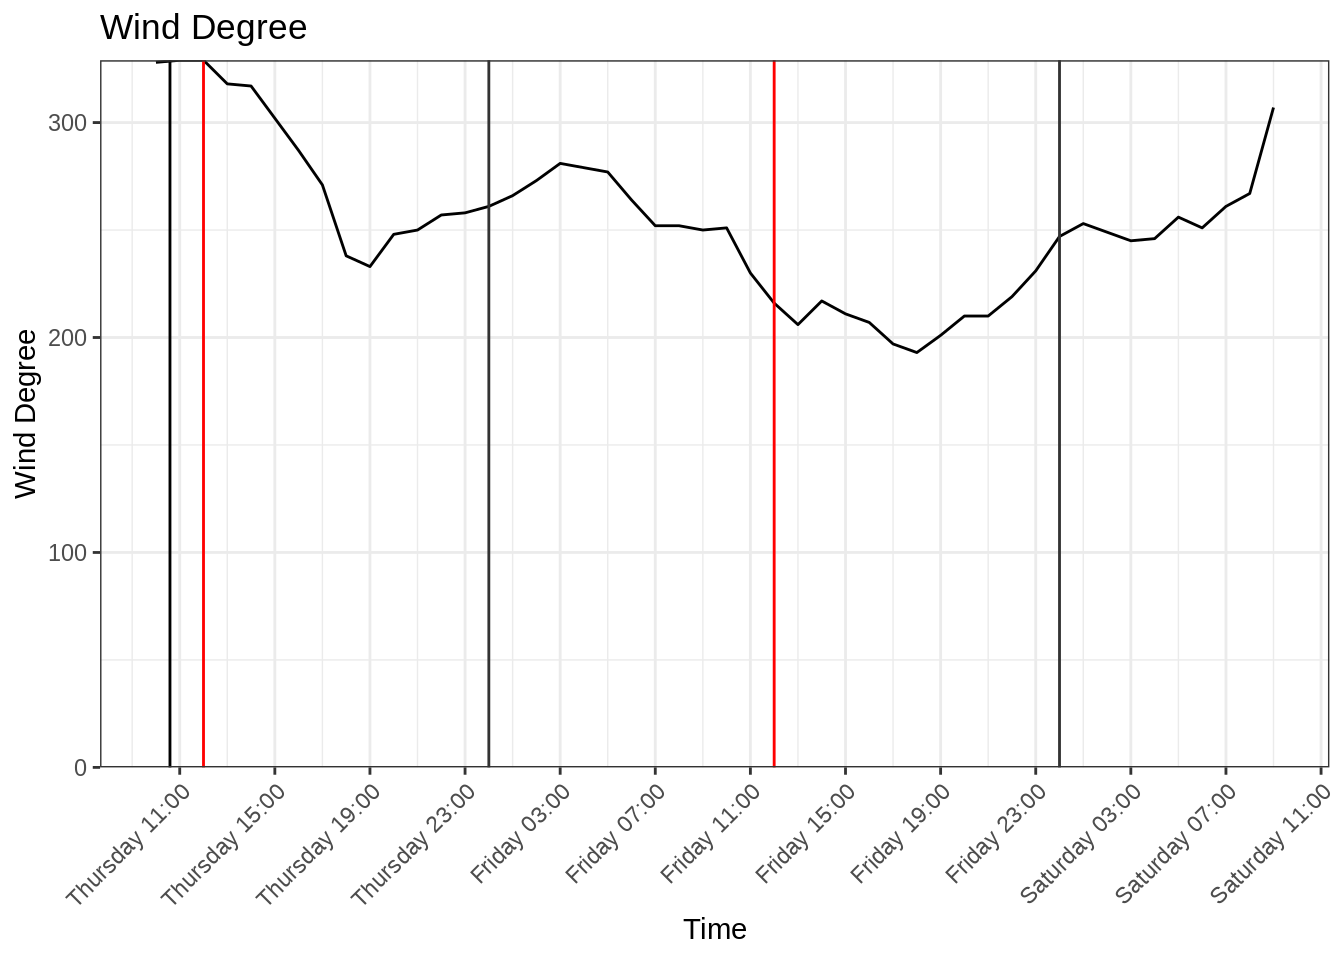 Wind Degree
300
200
100
0
Wind Degree
Thursday 11:00
Thursday 15:00
Thursday 19:00
Thursday 23:00
Friday 03:00
Friday 07:00
Friday 11:00
Friday 15:00
Friday 19:00
Friday 23:00
Saturday 03:00
Saturday 07:00
Saturday 11:00
Time